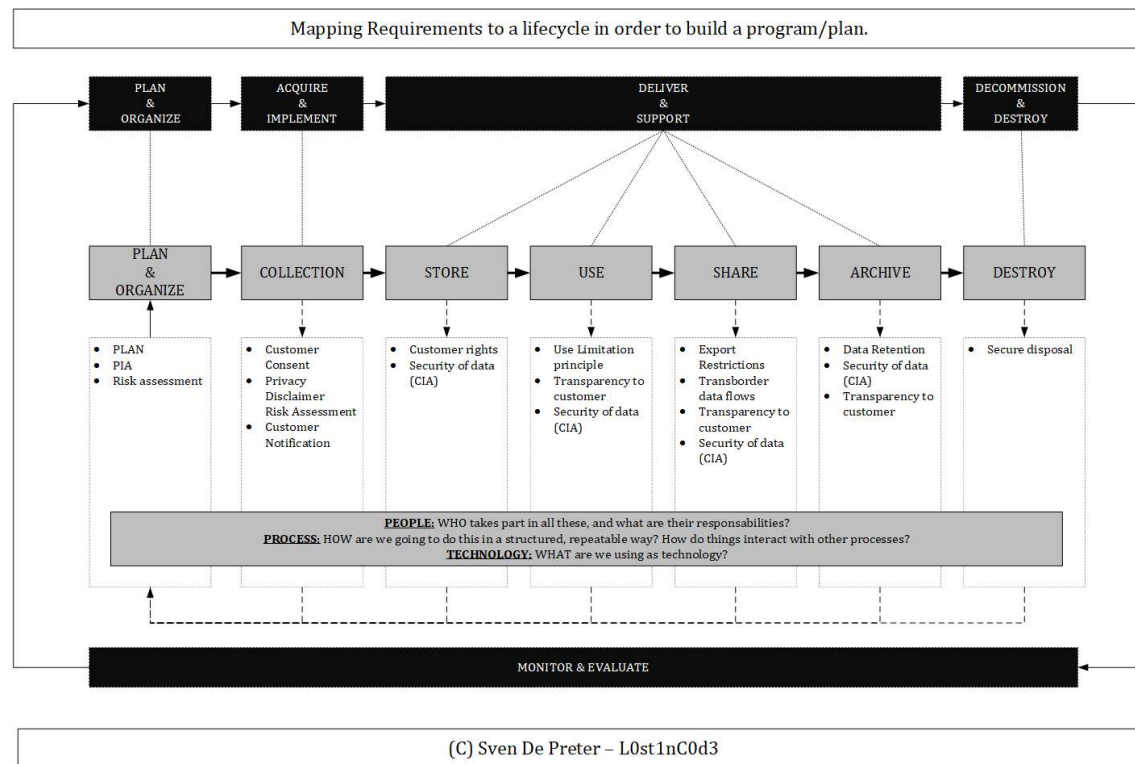 Mapping Requirements to a lifecycle in order to build a program/plan.
PLAN
&
ORGANIZE
ACQUIRE
&
IMPLEMENT
DELIVER
&
SUPPORT
DECOMMISSION
&
DESTROY
PLAN
&
ORGANIZE
COLLECTION
STORE
USE
SHARE
ARCHIVE
DESTROY
• PLAN
• PIA
• Risk assessment
• Customer
Consent
• Privacy
Disclaimer
Risk Assessment
• Customer
Notification
• Customer rights
• Security of data
(CIA)
• Use Limitation
principle
• Transparency to
customer
• Security of data
(CIA)
• Export
Restrictions
• Transborder
data flows
• Transparency to
customer
• Security of data
(CIA)
• Data Retention
• Security of data
(CIA)
• Transparency to
customer
• Secure disposal
PEOPLE: WHO takes part in all these, and what are their responsabilities?
PROCESS: HOW are we going to do this in a structured, repeatable way? How do things interact with other processes?
TECHNOLOGY: WHAT are we using as technology?
MONITOR & EVALUATE
(C) Sven De Preter – L0st1nC0d3